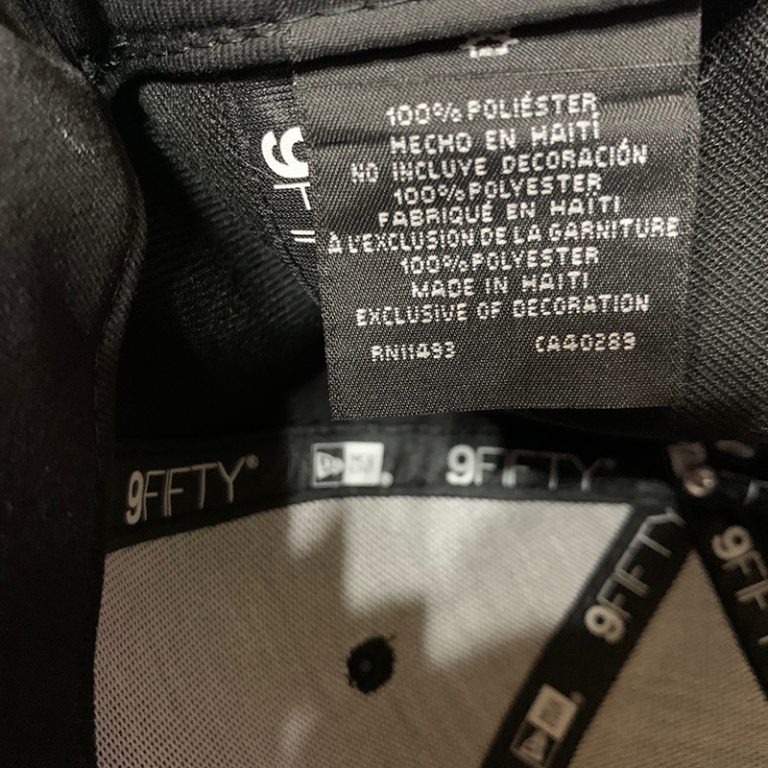 100% POLIÉSTER
HECHO EN HAITÍ
NO INCLUYE DECORACIÓN
100% POLYESTER
FABRIQUÉ EN HAÏTI
À L'EXCLUSION DE LA GARNITURE
100% POLYESTER
MADE IN HAITI
EXCLUSIVE OF DECORATION
RN11493 CA40289
9FIFTY 9FIFTY
9FIFTY